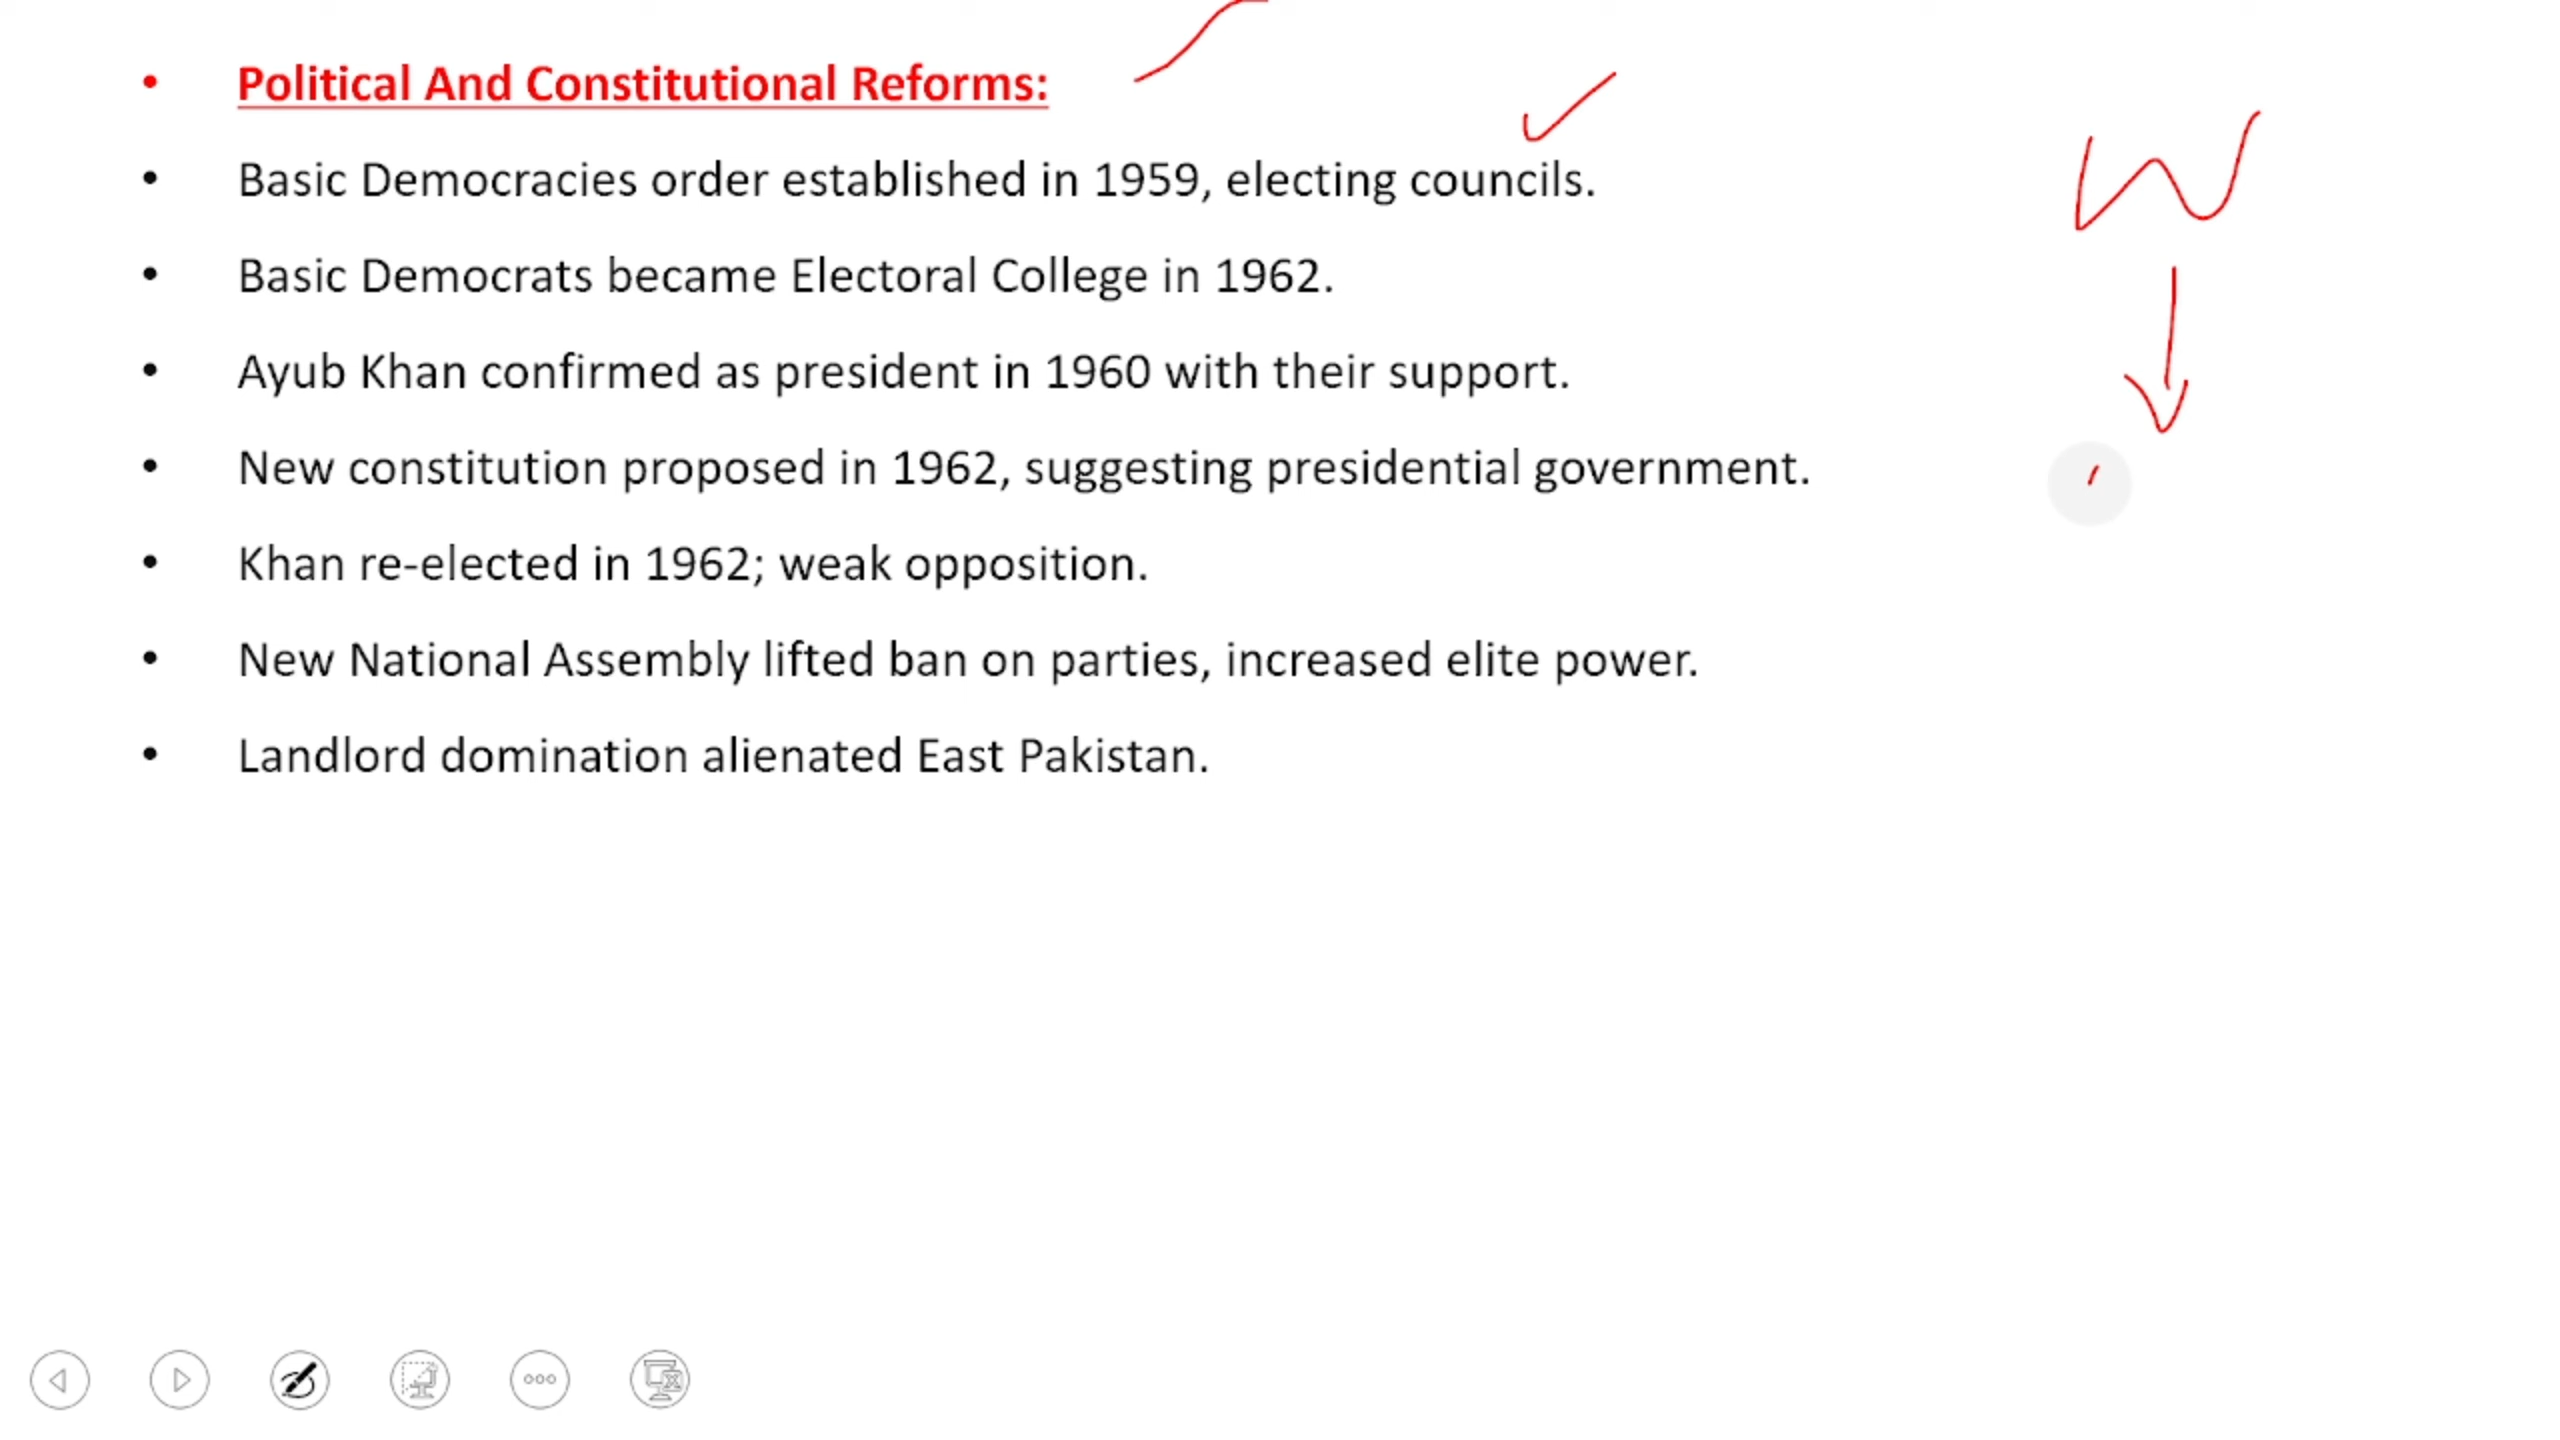 • Political And Constitutional Reforms:
• Basic Democracies order established in 1959, electing councils.
• Basic Democrats became Electoral College in 1962.
• Ayub Khan confirmed as president in 1960 with their support.
• New constitution proposed in 1962, suggesting presidential government.
• Khan re-elected in 1962; weak opposition.
• New National Assembly lifted ban on parties, increased elite power.
• Landlord domination alienated East Pakistan.